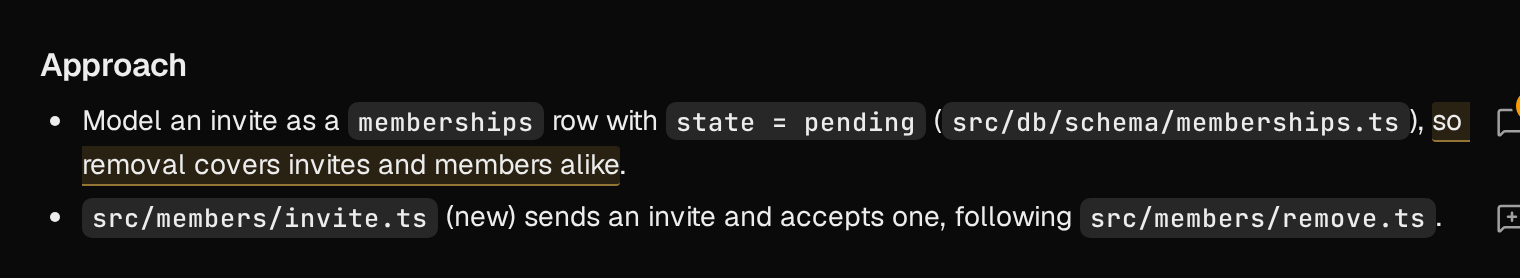 Approach
• Model an invite as a memberships row with state = pending (src/db/schema/memberships.ts), so
removal covers invites and members alike.
• src/members/invite.ts (new) sends an invite and accepts one, following src/members/remove.ts.